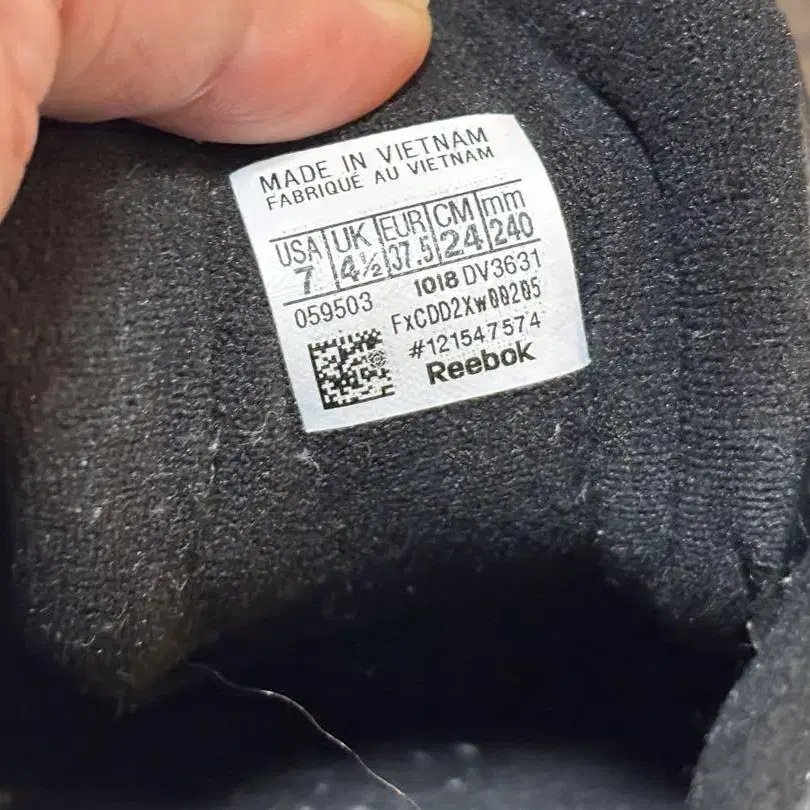 MADE IN VIETNAM
FABRIQUÉ AU VIETNAM
USA UK EUR CM mm
7 4½ 37.5 24 240
1018 DV3631
059503 FxCDD2Xw00205
#121547574
Reebok